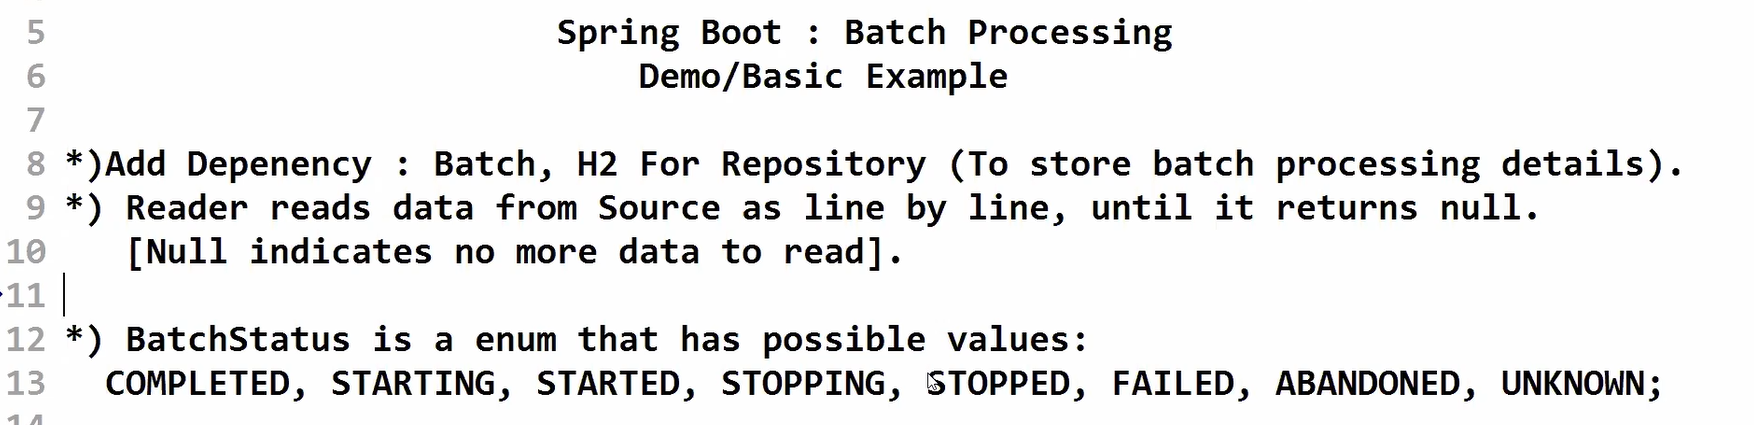 5 Spring Boot : Batch Processing
6 Demo/Basic Example
7
8 *)Add Depenency : Batch, H2 For Repository (To store batch processing details).
9 *) Reader reads data from Source as line by line, until it returns null.
10 [Null indicates no more data to read].
11
12 *) BatchStatus is a enum that has possible values:
13 COMPLETED, STARTING, STARTED, STOPPING, STOPPED, FAILED, ABANDONED, UNKNOWN;
14